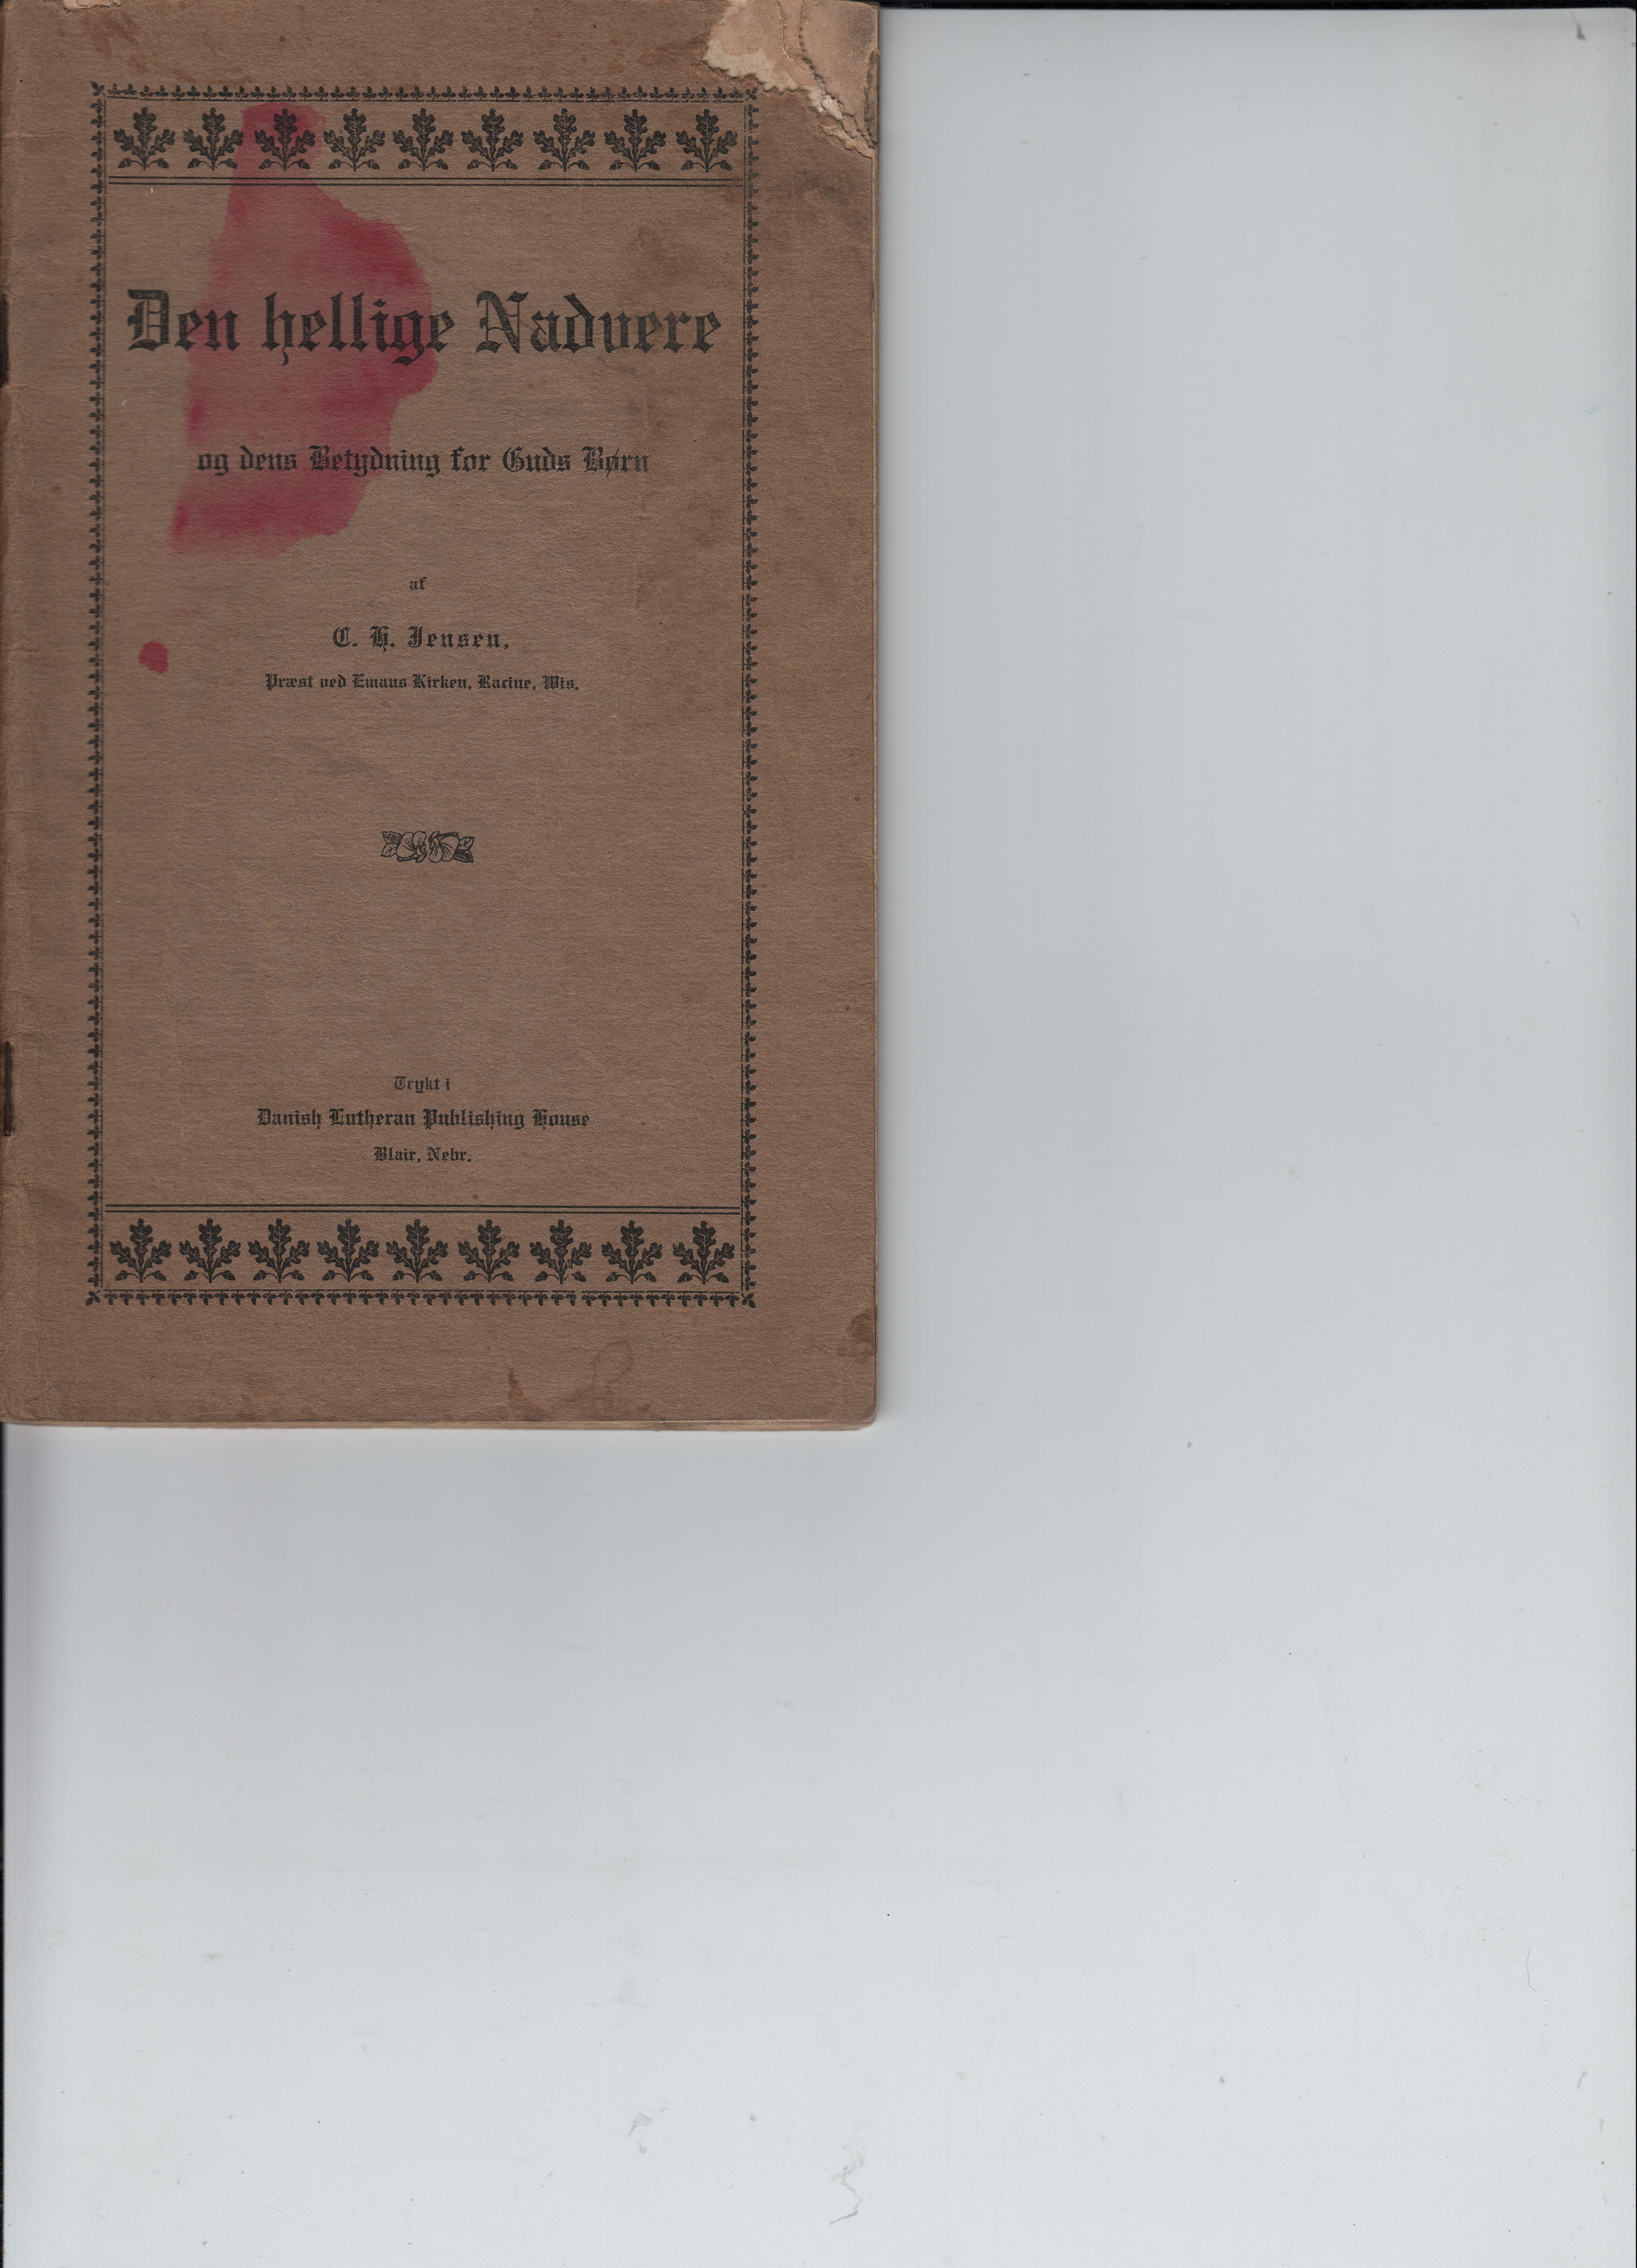 Den hellige Nadvere
og dens Betydning for Guds Børn
af
C. H. Jensen,
Præst ved Emaus Kirken, Racine, Wis.
Trykt i
Danish Lutheran Publishing House
Blair, Nebr.